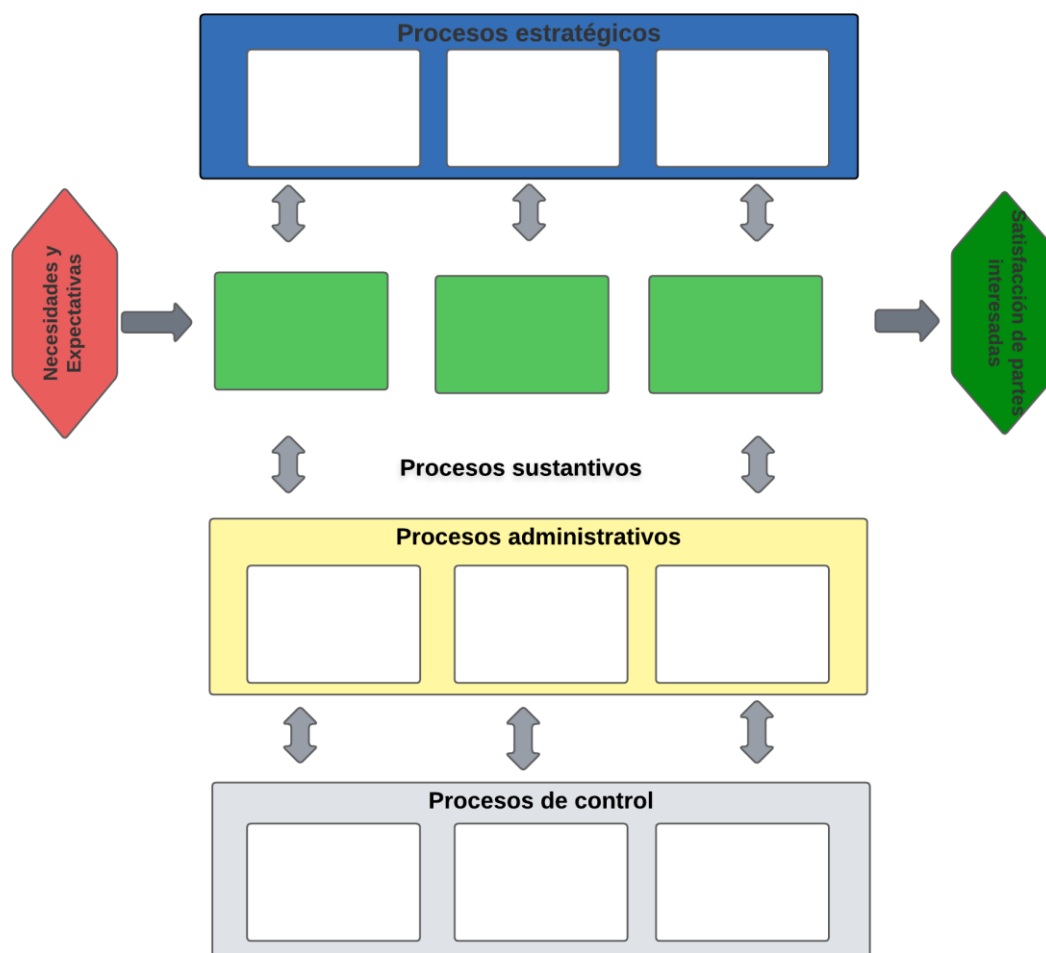 Procesos estratégicos
Necesidades y
Expectativas
Satisfacción de partes
interesadas
Procesos sustantivos
Procesos administrativos
Procesos de control